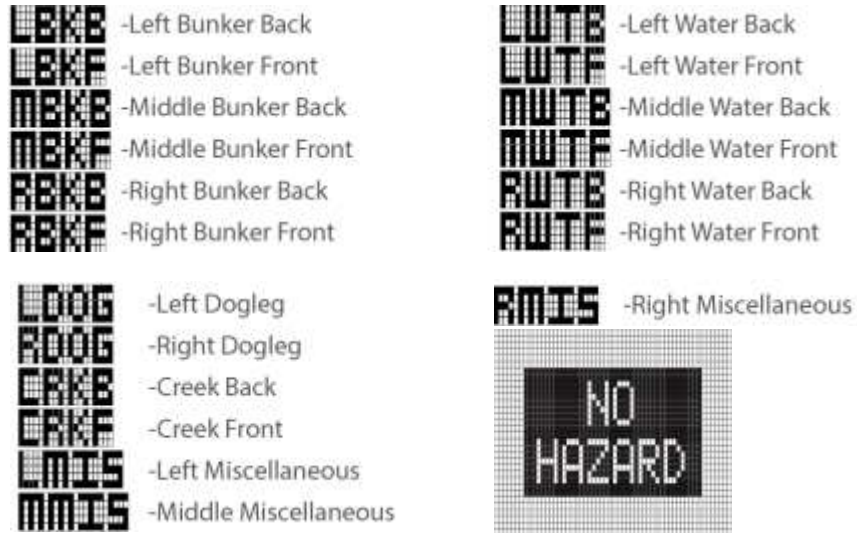 LBKB -Left Bunker Back
LBKF -Left Bunker Front
MBKB -Middle Bunker Back
MBKF -Middle Bunker Front
RBKB -Right Bunker Back
RBKF -Right Bunker Front
LWTB -Left Water Back
LWTF -Left Water Front
MWTB -Middle Water Back
MWTF -Middle Water Front
RWTB -Right Water Back
RWTF -Right Water Front
LDOG -Left Dogleg
RDOG -Right Dogleg
CRKB -Creek Back
CRKF -Creek Front
LMIS -Left Miscellaneous
MMIS -Middle Miscellaneous
RMIS -Right Miscellaneous
NO
HAZARD